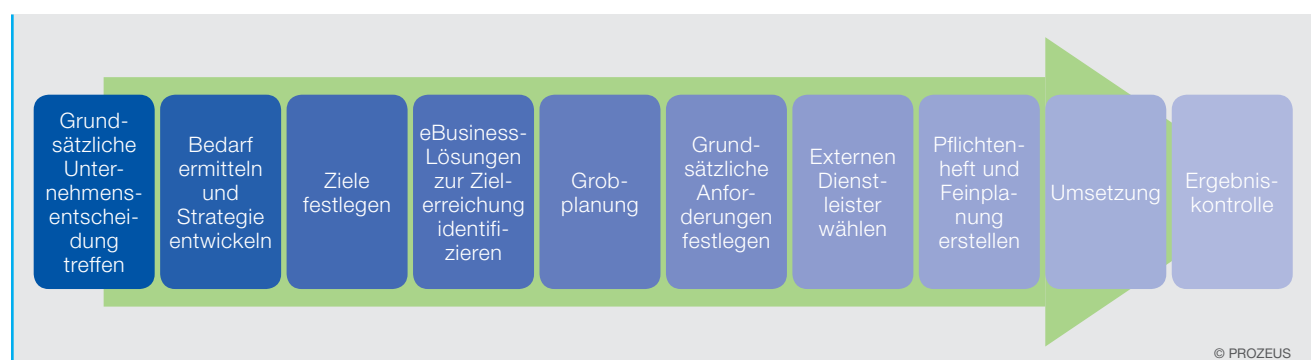 Grund-
sätzliche
Unter-
nehmens-
entschei-
dung
treffen
Bedarf
ermitteln
und
Strategie
entwickeln
Ziele
festlegen
eBusiness-
Lösungen
zur Ziel-
erreichung
identifi-
zieren
Grob-
planung
Grund-
sätzliche
Anfor-
derungen
festlegen
Externen
Dienst-
leister
wählen
Pflichten-
heft und
Feinpla-
nung
erstellen
Umsetzung
Ergebnis-
kontrolle
© PROZEUS